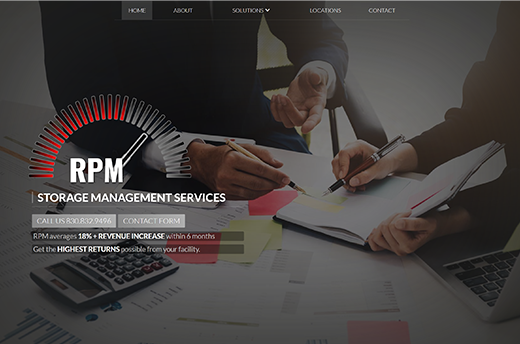 HOME ABOUT SOLUTIONS LOCATIONS CONTACT
RPM
STORAGE MANAGEMENT SERVICES
CALL US 830.832.9496 CONTACT FORM
RPM averages 18% + REVENUE INCREASE within 6 months
Get the HIGHEST RETURNS possible from your facility.